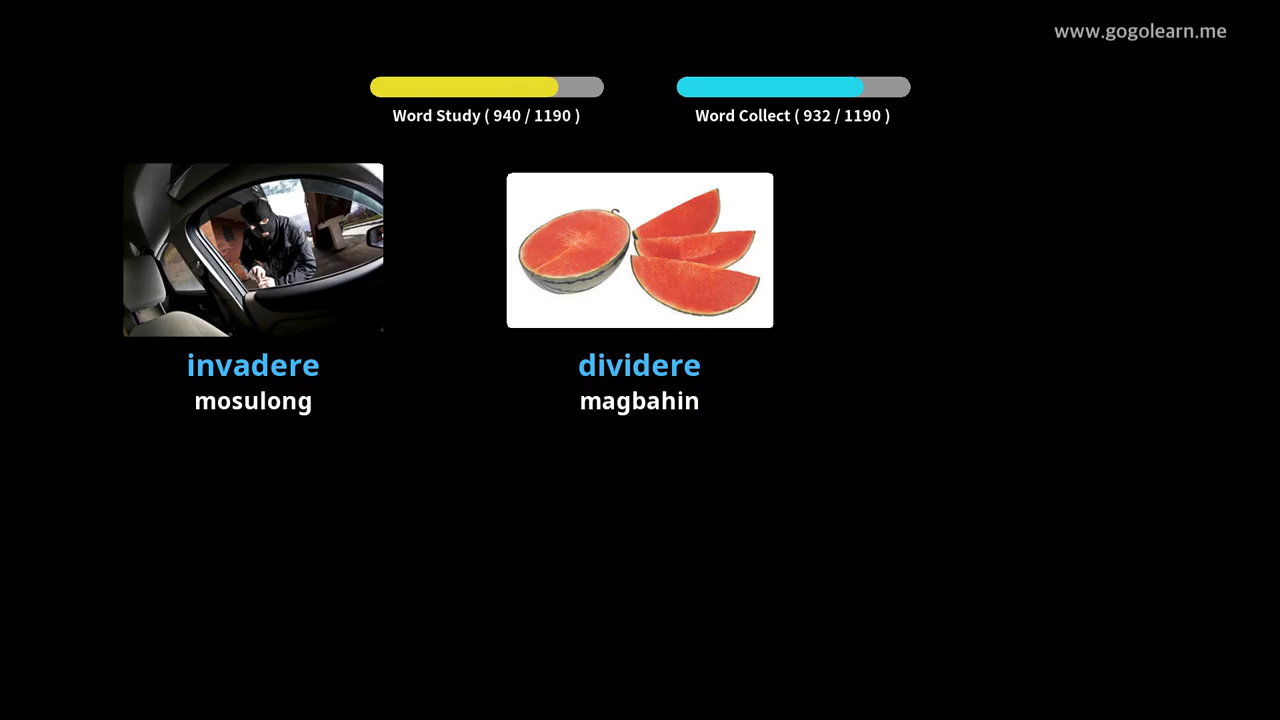 www.gogolearn.me
Word Study ( 940 / 1190 )
Word Collect ( 932 / 1190 )
invadere
mosulong
dividere
magbahin